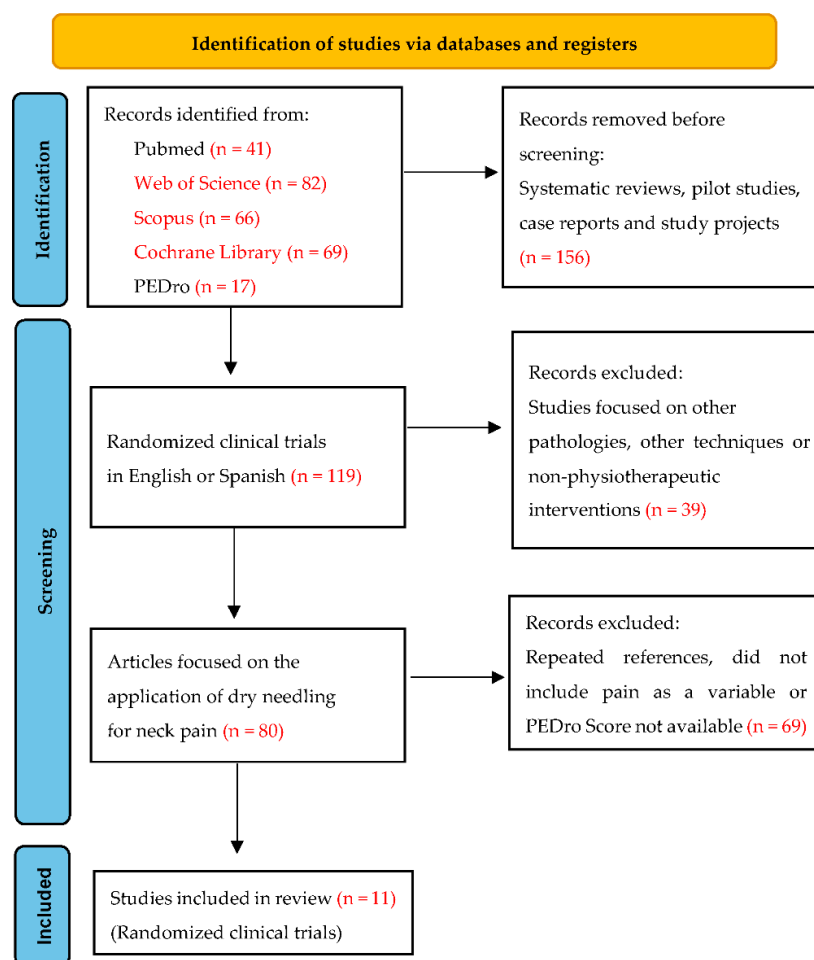 Identification of studies via databases and registers
Identification
Records identified from:
Pubmed (n = 41)
Web of Science (n = 82)
Scopus (n = 66)
Cochrane Library (n = 69)
PEDro (n = 17)
Records removed before
screening:
Systematic reviews, pilot studies,
case reports and study projects
(n = 156)
Screening
Randomized clinical trials
in English or Spanish (n = 119)
Records excluded:
Studies focused on other
pathologies, other techniques or
non-physiotherapeutic
interventions (n = 39)
Articles focused on the
application of dry needling
for neck pain (n = 80)
Records excluded:
Repeated references, did not
include pain as a variable or
PEDro Score not available (n = 69)
Included
Studies included in review (n = 11)
(Randomized clinical trials)